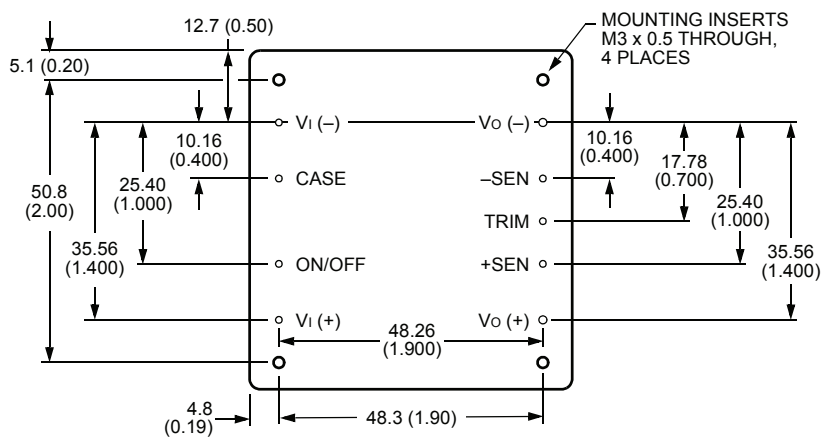 12.7 (0.50)
MOUNTING INSERTS
M3 x 0.5 THROUGH,
4 PLACES
5.1 (0.20)
VI (–)
VO (–)
10.16
(0.400)
10.16
(0.400)
17.78
(0.700)
CASE
–SEN
50.8
(2.00)
25.40
(1.000)
25.40
(1.000)
TRIM
35.56
(1.400)
35.56
(1.400)
ON/OFF
+SEN
VI (+)
VO (+)
48.26
(1.900)
4.8
(0.19)
48.3 (1.90)